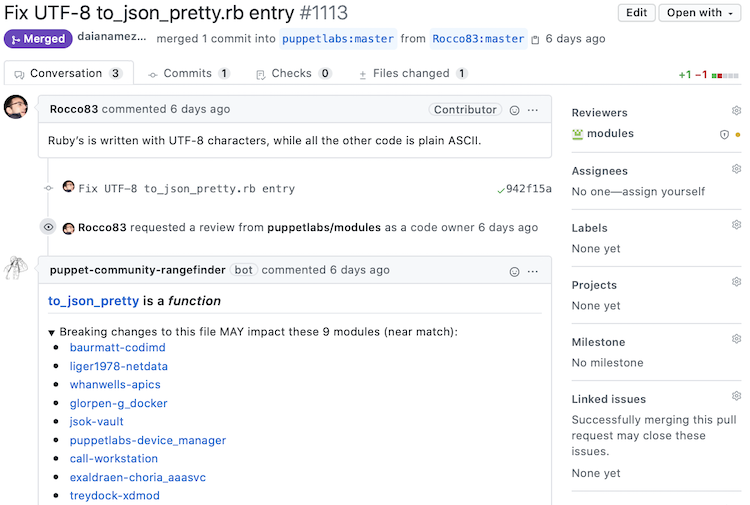 Fix UTF-8 to_json_pretty.rb entry #1113
Edit
Open with
Merged
daianamez... merged 1 commit into puppetlabs:master from Rocco83:master 6 days ago
Conversation 3
Commits 1
Checks 0
Files changed 1
+1 −1
Rocco83 commented 6 days ago
Contributor
...
Ruby's is written with UTF-8 characters, while all the other code is plain ASCII.
Fix UTF-8 to_json_pretty.rb entry
942f15a
Rocco83 requested a review from puppetlabs/modules as a code owner 6 days ago
puppet-community-rangefinder bot commented 6 days ago
...
to_json_pretty is a function
Breaking changes to this file MAY impact these 9 modules (near match):
baurmatt-codimd
liger1978-netdata
whanwells-apics
glorpen-g_docker
jsok-vault
puppetlabs-device_manager
call-workstation
exaldraen-choria_aaasvc
treydock-xdmod
Reviewers
modules
Assignees
No one—assign yourself
Labels
None yet
Projects
None yet
Milestone
No milestone
Linked issues
Successfully merging this pull
request may close these
issues.
None yet